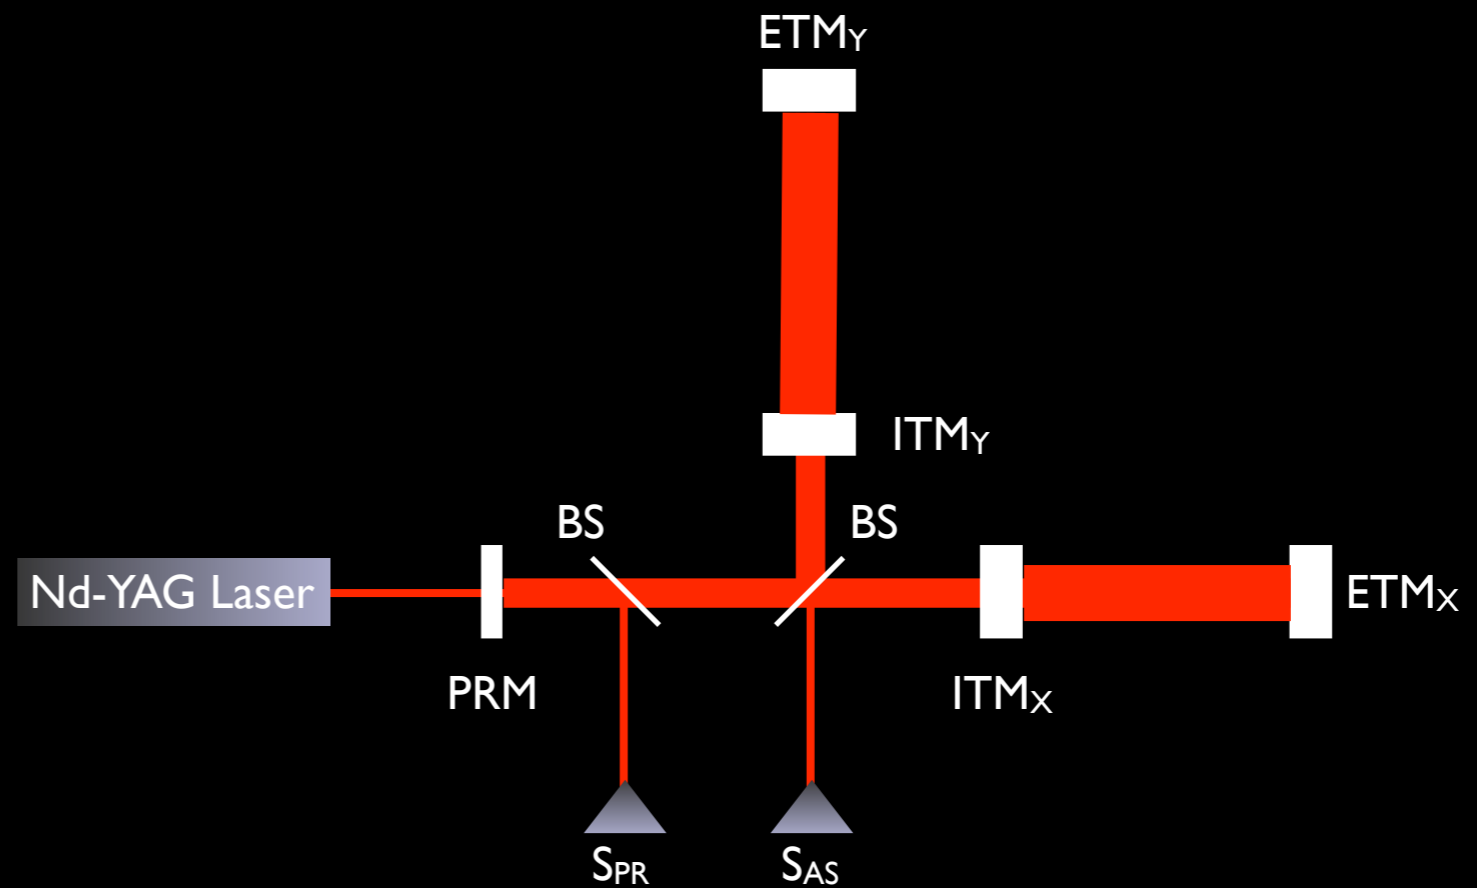 ETMY
ITMY
BS
BS
Nd-YAG Laser
ETMX
PRM
ITMX
SPR
SAS